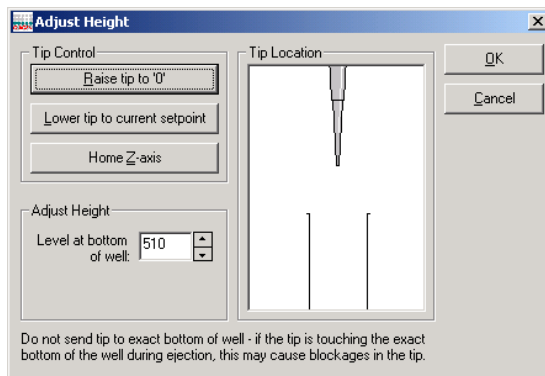 Adjust Height
Tip Control
Raise tip to '0'
Lower tip to current setpoint
Home Z-axis
Tip Location
OK
Cancel
Adjust Height
Level at bottom
of well:
510
Do not send tip to exact bottom of well - if the tip is touching the exact
bottom of the well during ejection, this may cause blockages in the tip.